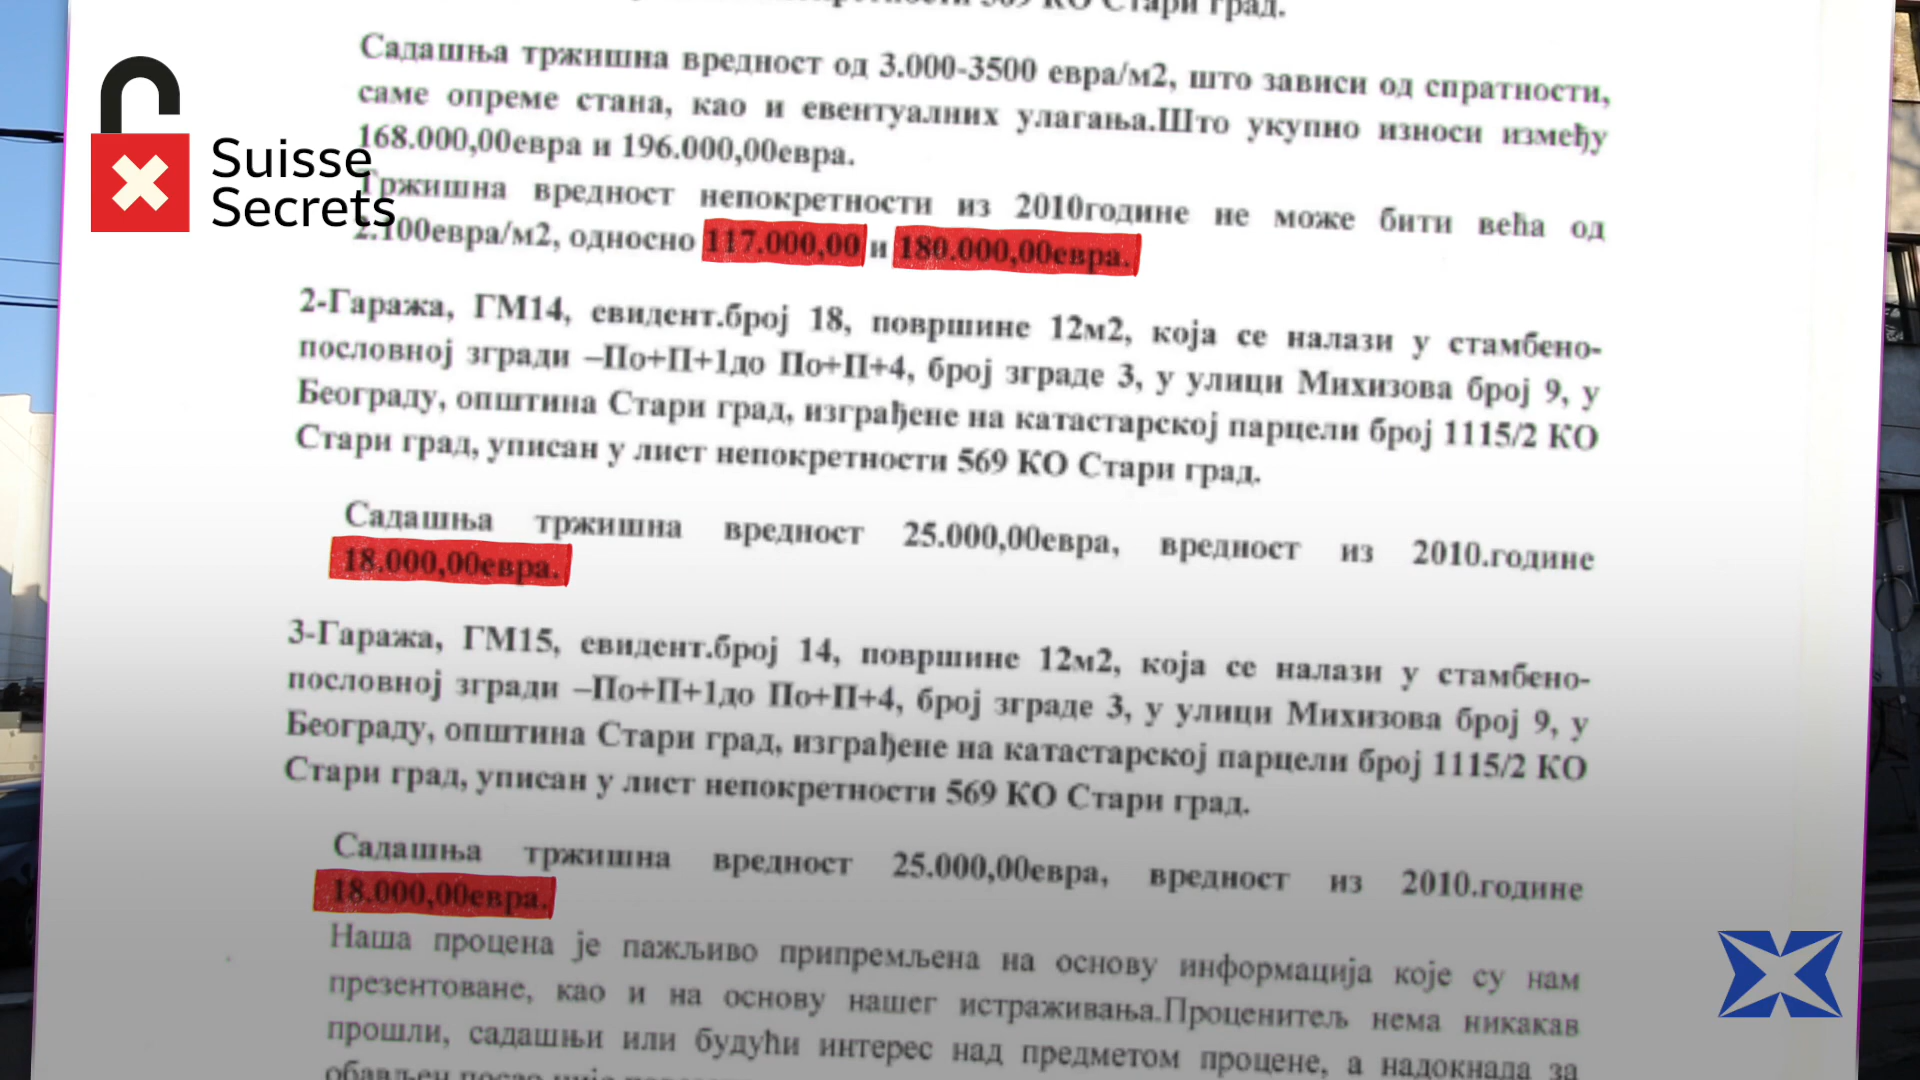 569 КО Стари град.
Садашња тржишна вредност од 3.000-3500 евра/м2, што зависи од спратности,
саме опреме стана, као и евентуалних улагања.Што укупно износи између
168.000,00евра и 196.000,00евра.
Тржишна вредност непокретности из 2010године не може бити већа од
2.100евра/м2, односно 117.000,00 и 180.000,00евра.
Suisse
Secrets
2-Гаража, ГМ14, евидент.број 18, површине 12м2, која се налази у стамбено-
пословној згради –По+П+1до По+П+4, број зграде 3, у улици Михизова број 9, у
Београду, општина Стари град, изграђене на катастарској парцели број 1115/2 КО
Стари град, уписан у лист непокретности 569 КО Стари град.
Садашња тржишна вредност 25.000,00евра, вредност из 2010.године
18.000,00евра.
3-Гаража, ГМ15, евидент.број 14, површине 12м2, која се налази у стамбено-
пословној згради –По+П+1до По+П+4, број зграде 3, у улици Михизова број 9, у
Београду, општина Стари град, изграђене на катастарској парцели број 1115/2 КО
Стари град, уписан у лист непокретности 569 КО Стари град.
Садашња тржишна вредност 25.000,00евра, вредност из 2010.године
18.000,00евра.
Наша процена је пажљиво припремљена на основу информација које су нам
презентоване, као и на основу нашег истраживања.Проценитељ нема никакав
прошли, садашњи или будући интерес над предметом процене, а надокнада за